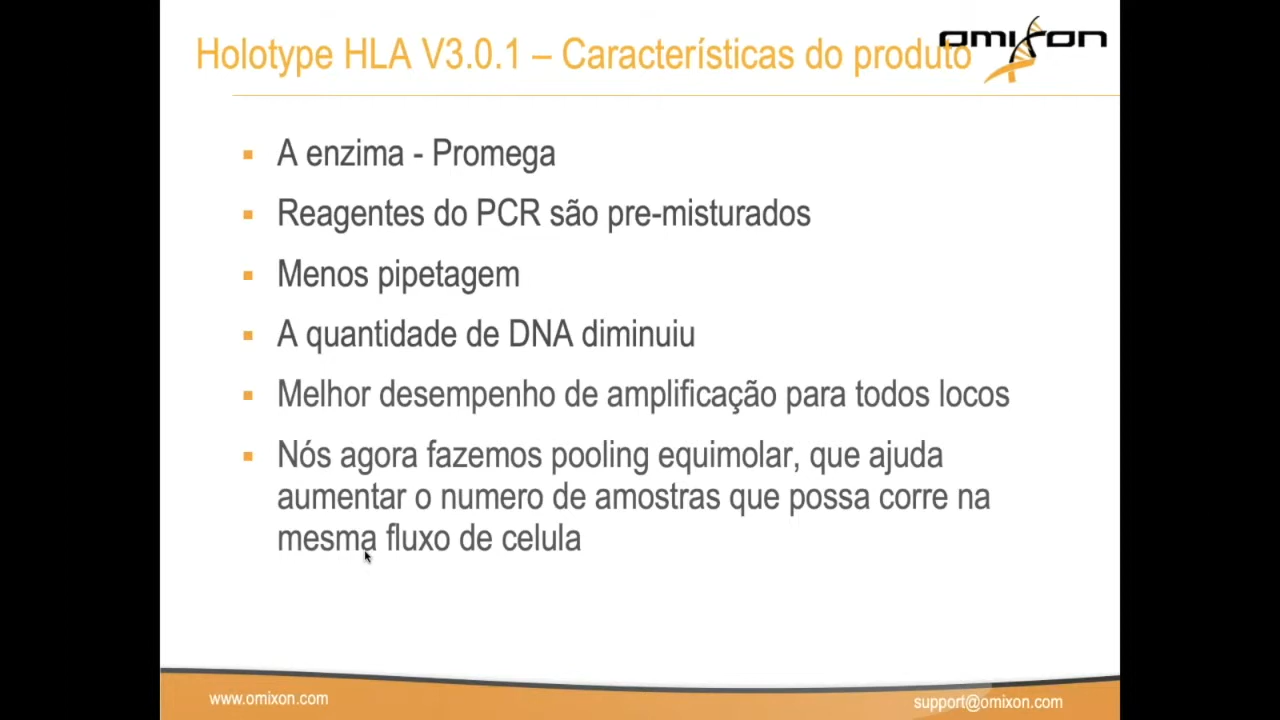 Holotype HLA V3.0.1 – Características do produto
omixon
A enzima - Promega
Reagentes do PCR são pre-misturados
Menos pipetagem
A quantidade de DNA diminuiu
Melhor desempenho de amplificação para todos locos
Nós agora fazemos pooling equimolar, que ajuda
aumentar o numero de amostras que possa corre na
mesma fluxo de celula
www.omixon.com
support@omixon.com